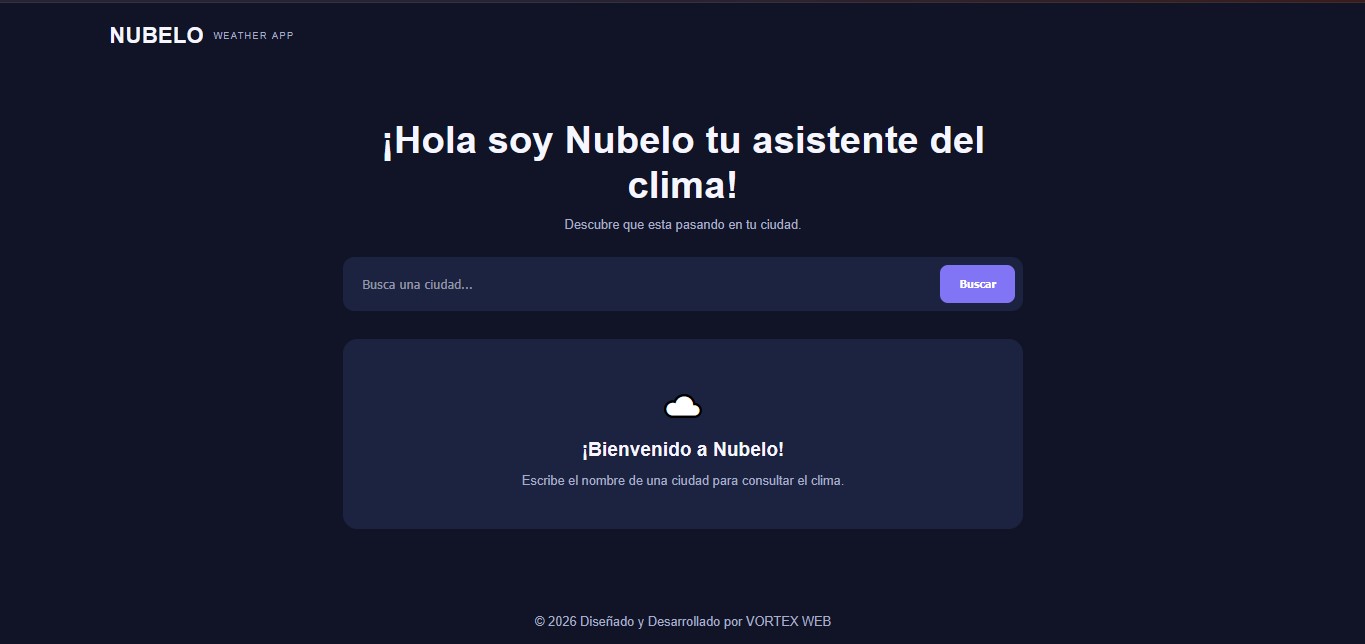 NUBELO WEATHER APP
¡Hola soy Nubelo tu asistente del
clima!
Descubre que esta pasando en tu ciudad.
Busca una ciudad...
Buscar
¡Bienvenido a Nubelo!
Escribe el nombre de una ciudad para consultar el clima.
© 2026 Diseñado y Desarrollado por VORTEX WEB